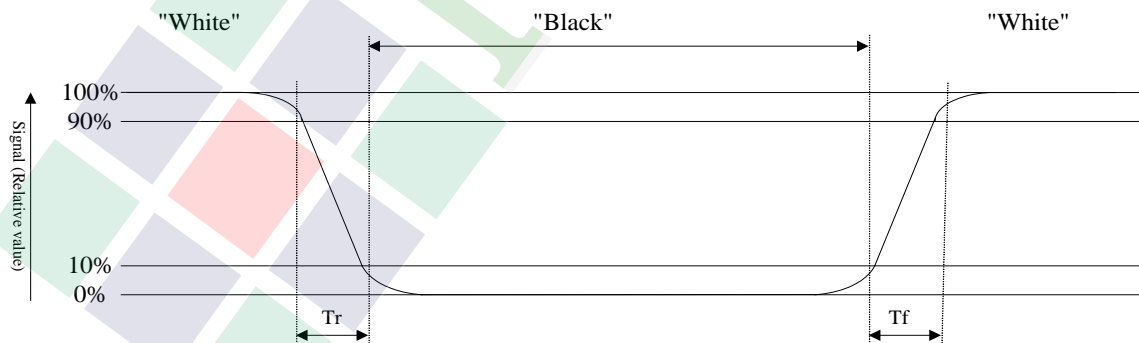 "White" "Black" "White"
100%
90%
Signal (Relative value)
10%
0%
Tr Tf